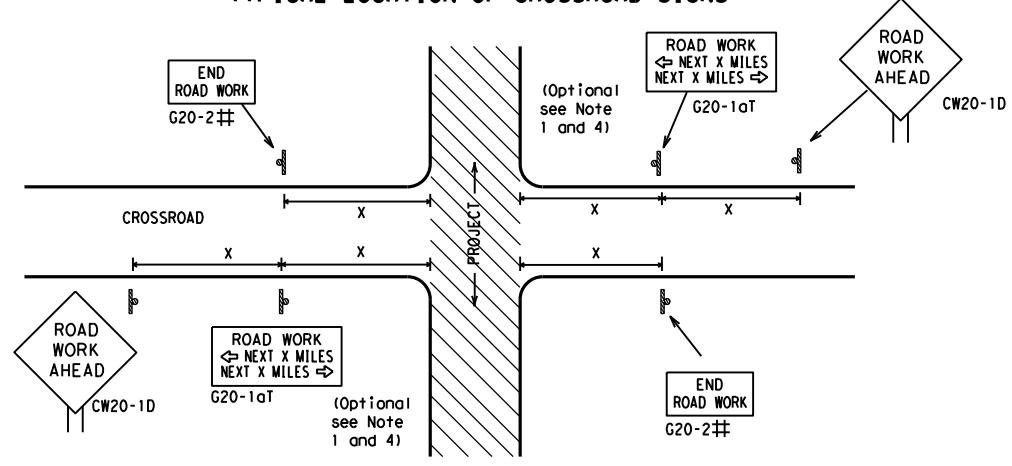 TYPICAL LOCATION OF CROSSROAD SIGNS
END
ROAD WORK
G20-2#
ROAD WORK
⇦ NEXT X MILES
NEXT X MILES ⇨
G20-1aT
(Optional
see Note
1 and 4)
ROAD
WORK
AHEAD
CW20-1D
X
X
X
CROSSROAD
PROJECT
X
X
X
ROAD
WORK
AHEAD
CW20-1D
ROAD WORK
⇦ NEXT X MILES
NEXT X MILES ⇨
G20-1aT
(Optional
see Note
1 and 4)
END
ROAD WORK
G20-2#